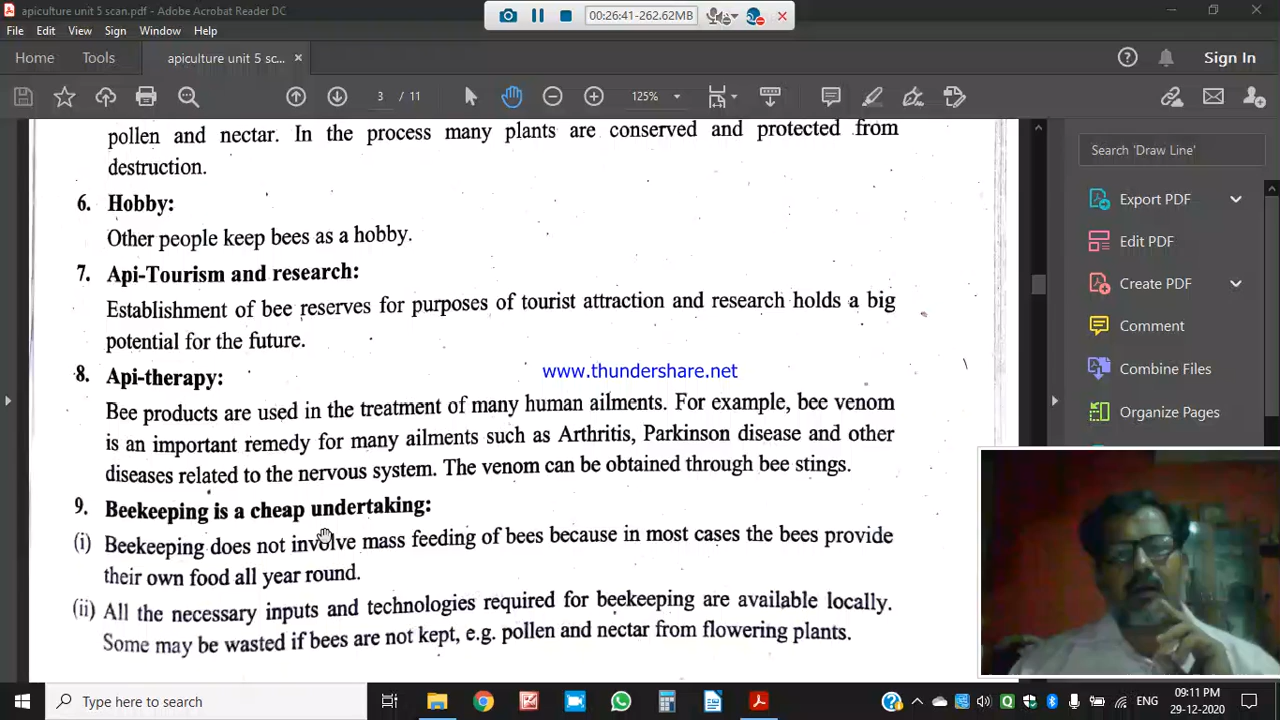 apiculture unit 5 scan.pdf - Adobe Acrobat Reader DC
00:26:41-262.62MB
File Edit View Sign Window Help
Home Tools apiculture unit 5 sc... × Sign In
3 / 11 125%
pollen and nectar. In the process many plants are conserved and protected from
destruction.
6. Hobby:
Other people keep bees as a hobby.
7. Api-Tourism and research:
Establishment of bee reserves for purposes of tourist attraction and research holds a big
potential for the future.
www.thundershare.net
8. Api-therapy:
Bee products are used in the treatment of many human ailments. For example, bee venom
is an important remedy for many ailments such as Arthritis, Parkinson disease and other
diseases related to the nervous system. The venom can be obtained through bee stings.
9. Beekeeping is a cheap undertaking:
(i) Beekeeping does not involve mass feeding of bees because in most cases the bees provide
their own food all year round.
(ii) All the necessary inputs and technologies required for beekeeping are available locally.
Some may be wasted if bees are not kept, e.g. pollen and nectar from flowering plants.
Search 'Draw Line'
Export PDF
Edit PDF
Create PDF
Comment
Combine Files
Organize Pages
Type here to search
ENG
09:11 PM
29-12-2020